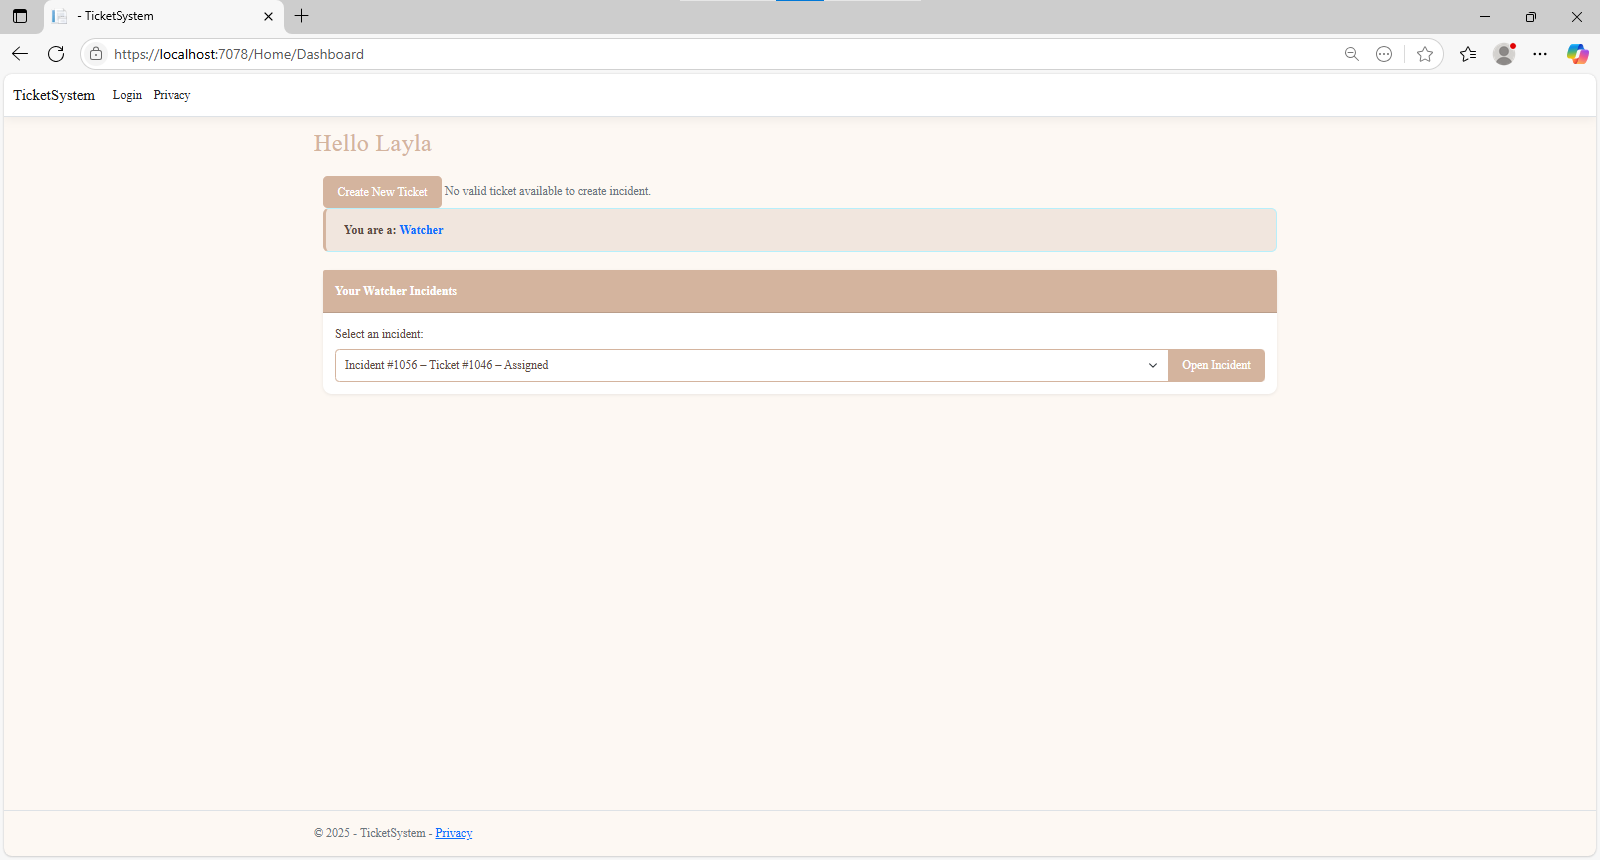 - TicketSystem
https://localhost:7078/Home/Dashboard
TicketSystem Login Privacy
Hello Layla
Create New Ticket No valid ticket available to create incident.
You are a: Watcher
Your Watcher Incidents
Select an incident:
Incident #1056 – Ticket #1046 – Assigned Open Incident
© 2025 - TicketSystem - Privacy